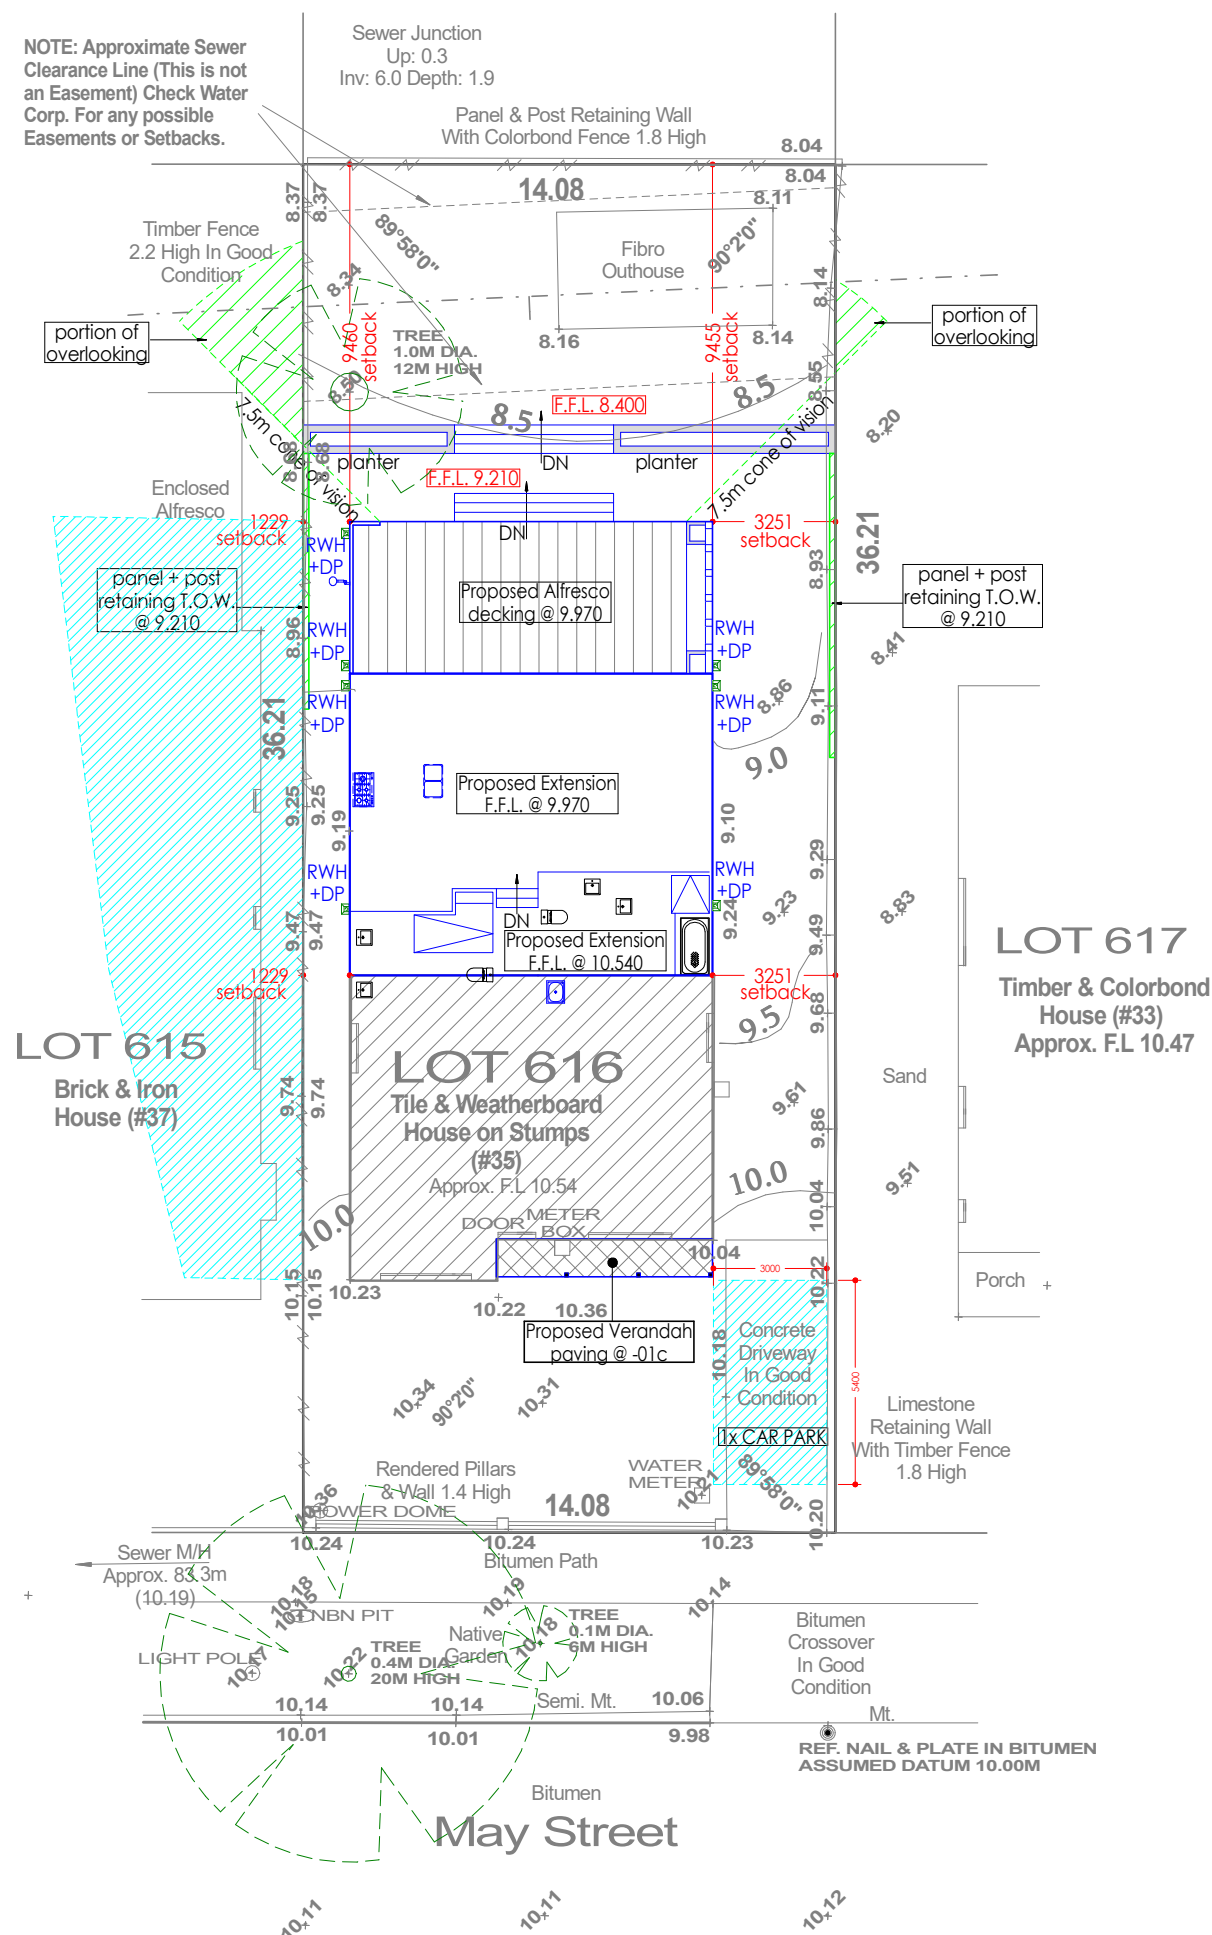 NOTE: Approximate Sewer
Clearance Line (This is not
an Easement) Check Water
Corp. For any possible
Easements or Setbacks.
Sewer Junction
Up: 0.3
Inv: 6.0 Depth: 1.9
Panel & Post Retaining Wall
With Colorbond Fence 1.8 High
8.04
8.04
14.08
8.37
8.37
8.11
89°58'0"
90°2'0"
Timber Fence
2.2 High In Good
Condition
Fibro
Outhouse
8.34
8.14
portion of
overlooking
portion of
overlooking
9460
setback
9455
setback
TREE
1.0M DIA.
12M HIGH
8.16
8.14
8.50
8.55
8.5
8.5
F.F.L. 8.400
8.20
7.5m cone of vision
7.5m cone of vision
8.68
8.68
planter
DN
planter
F.F.L. 9.210
Enclosed
Alfresco
1229
setback
3251
setback
DN
36.21
RWH
+DP
8.93
panel + post
retaining T.O.W.
@ 9.210
Proposed Alfresco
decking @ 9.970
panel + post
retaining T.O.W.
@ 9.210
8.96
RWH
+DP
RWH
+DP
8.41
36.21
RWH
+DP
RWH
+DP
8.86
9.11
9.0
Proposed Extension
F.F.L. @ 9.970
9.25
9.25
9.19
9.10
9.29
RWH
+DP
RWH
+DP
9.47
9.47
DN
9.24
9.23
9.49
8.83
Proposed Extension
F.F.L. @ 10.540
LOT 617
Timber & Colorbond
House (#33)
Approx. F.L 10.47
1229
setback
3251
setback
9.5
9.68
LOT 615
Brick & Iron
House (#37)
LOT 616
Tile & Weatherboard
House on Stumps
(#35)
Approx. F.L 10.54
9.74
9.74
9.61
9.86
Sand
10.0
10.0
10.04
9.51
DOOR
METER
BOX
10.04
3000
10.22
10.15
10.15
10.23
10.22
10.36
Porch
Proposed Verandah
paving @ -01c
10.18
Concrete
Driveway
In Good
Condition
5400
10.34
90°2'0"
10.31
1x CAR PARK
Limestone
Retaining Wall
With Timber Fence
1.8 High
Rendered Pillars
& Wall 1.4 High
WATER
METER
10.21
89°58'0"
10.36
POWER DOME
14.08
10.20
10.24
10.24
10.23
Sewer M/H
Approx. 83.3m
(10.19)
Bitumen Path
10.18
10.15
NBN PIT
10.19
10.14
LIGHT POLE
10.17
10.22
TREE
0.4M DIA.
20M HIGH
Native
Garden
10.18
TREE
0.1M DIA.
6M HIGH
Bitumen
Crossover
In Good
Condition
10.14
10.14
Semi. Mt.
10.06
Mt.
10.01
10.01
9.98
REF. NAIL & PLATE IN BITUMEN
ASSUMED DATUM 10.00M
Bitumen
May Street
10.11
10.11
10.12